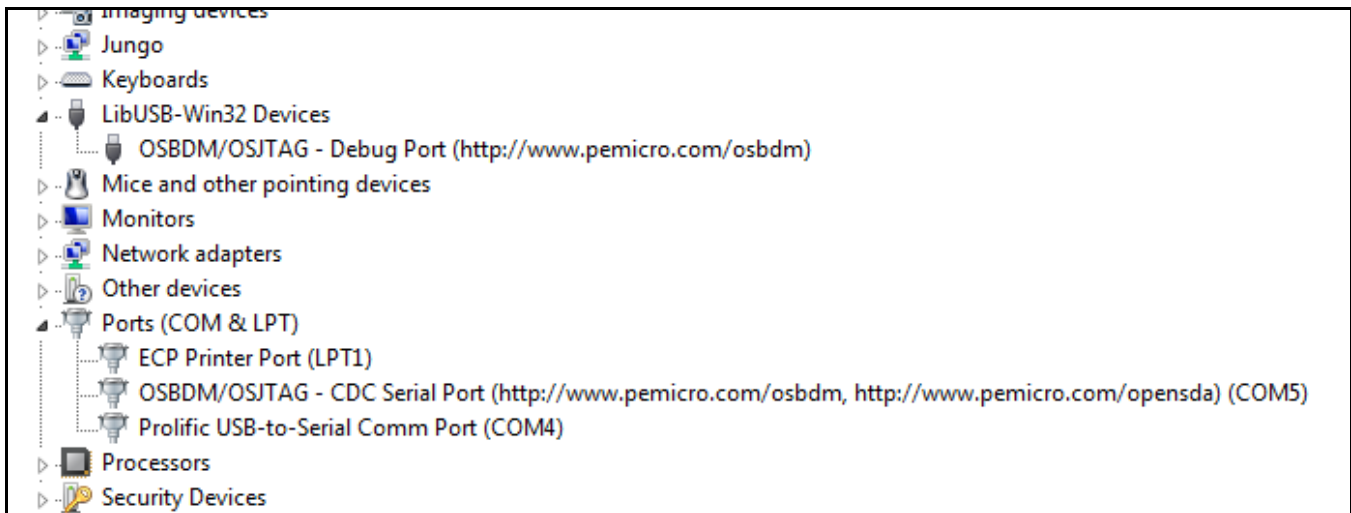 Imaging devices
Jungo
Keyboards
LibUSB-Win32 Devices
OSBDM/OSJTAG - Debug Port (http://www.pemicro.com/osbdm)
Mice and other pointing devices
Monitors
Network adapters
Other devices
Ports (COM & LPT)
ECP Printer Port (LPT1)
OSBDM/OSJTAG - CDC Serial Port (http://www.pemicro.com/osbdm, http://www.pemicro.com/opensda) (COM5)
Prolific USB-to-Serial Comm Port (COM4)
Processors
Security Devices